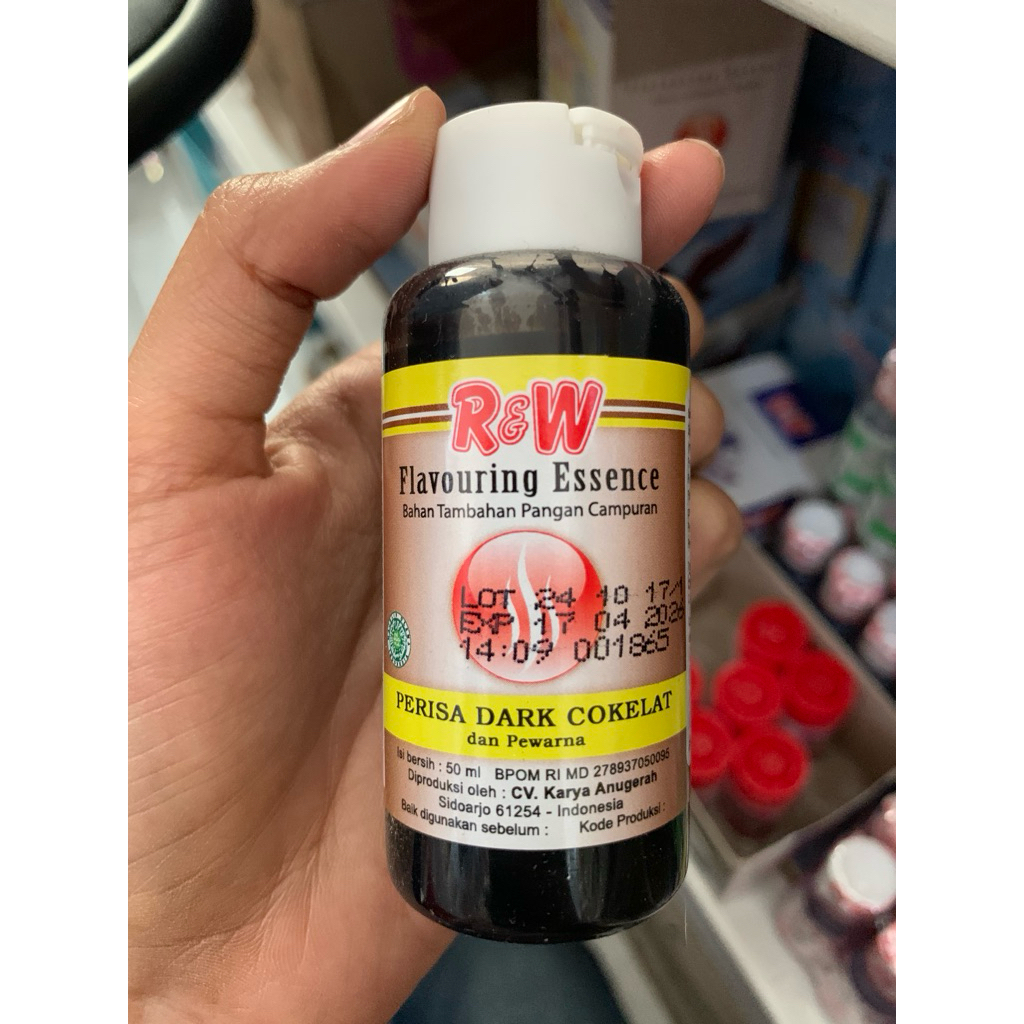 R&W
Flavouring Essence
Bahan Tambahan Pangan Campuran
LOT 24 10 17/1
EXP 17 04 2026
14:09 001865
PERISA DARK COKELAT
dan Pewarna
Isi bersih : 50 ml BPOM RI MD 278937050095
Diproduksi oleh : CV. Karya Anugerah
Sidoarjo 61254 - Indonesia
Baik digunakan sebelum : Kode Produksi :